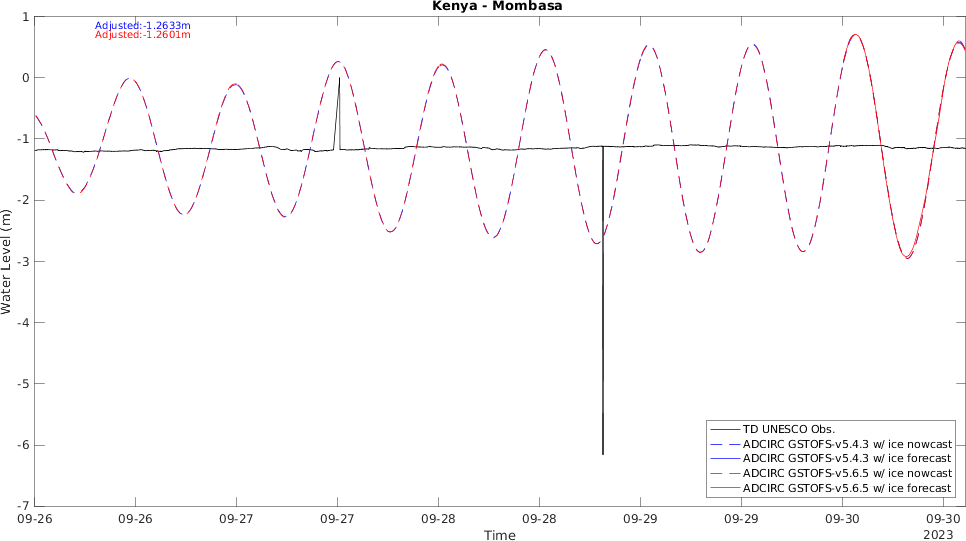 Kenya - Mombasa
Adjusted:-1.2633m
Adjusted:-1.2601m
1
0
-1
-2
-3
-4
-5
-6
-7
Water Level (m)
TD UNESCO Obs.
ADCIRC GSTOFS-v5.4.3 w/ ice nowcast
ADCIRC GSTOFS-v5.4.3 w/ ice forecast
ADCIRC GSTOFS-v5.6.5 w/ ice nowcast
ADCIRC GSTOFS-v5.6.5 w/ ice forecast
09-26 09-26 09-27 09-27 09-28 09-28 09-29 09-29 09-30 09-30
2023
Time